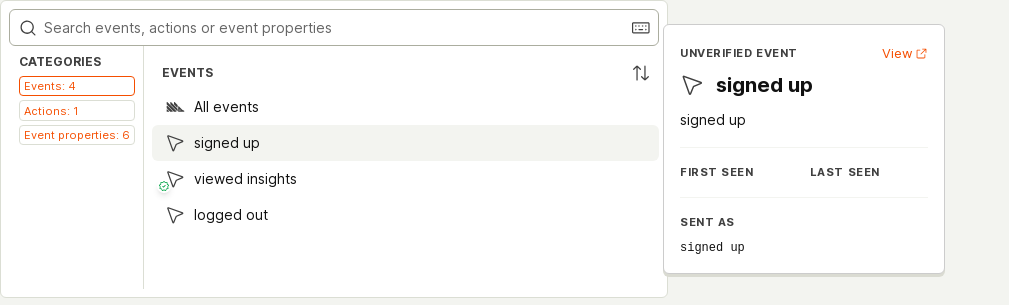 Search events, actions or event properties
CATEGORIES
Events: 4
Actions: 1
Event properties: 6
EVENTS
All events
signed up
viewed insights
logged out
UNVERIFIED EVENT
View
signed up
signed up
FIRST SEEN
LAST SEEN
SENT AS
signed up